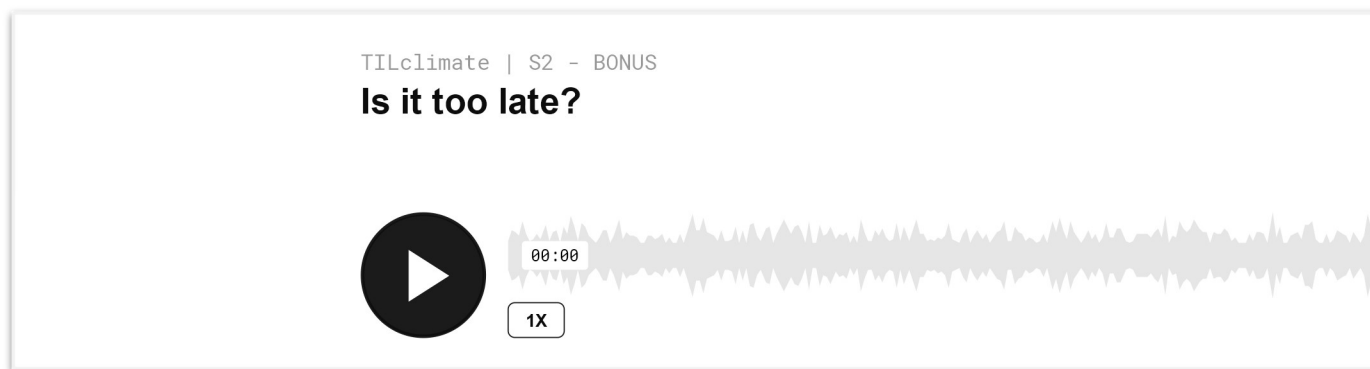 TILclimate | S2 - BONUS
Is it too late?
00:00
1X